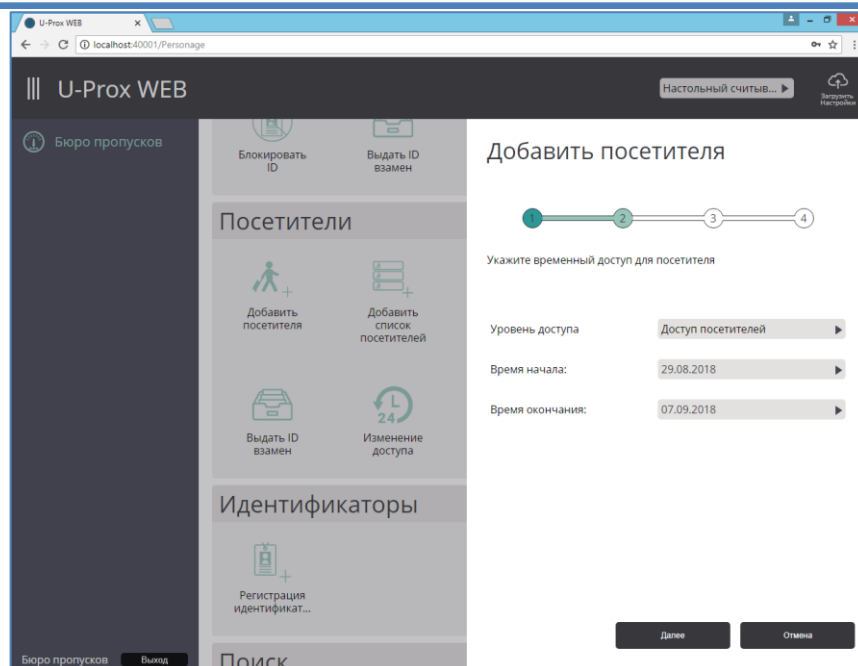 U-Prox WEB
localhost:40001/Personage
U-Prox WEB
Настольный считыв...
Загрузить
Настройки
Бюро пропусков
Блокировать
ID
Выдать ID
взамен
Посетители
Добавить
посетителя
Добавить
список
посетителей
Выдать ID
взамен
24
Изменение
доступа
Идентификаторы
Регистрация
идентификат...
Поиск
Бюро пропусков
Выход
Добавить посетителя
1
2
3
4
Укажите временный доступ для посетителя
Уровень доступа
Доступ посетителей
Время начала:
29.08.2018
Время окончания:
07.09.2018
Далее
Отмена